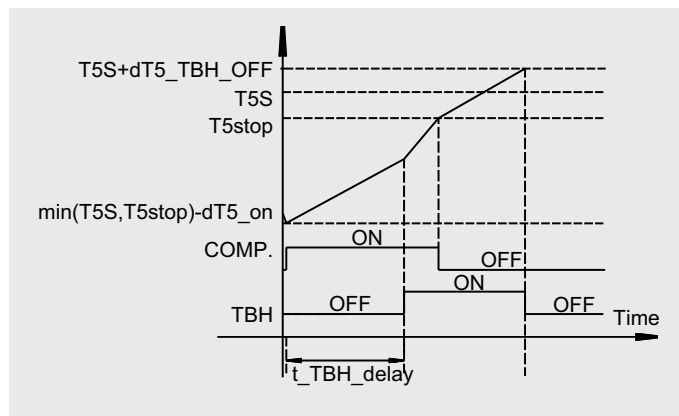 T5S+dT5_TBH_OFF
T5S
T5stop
min(T5S,T5stop)-dT5_on
COMP.
ON
OFF
TBH
OFF
ON
OFF
Time
t_TBH_delay